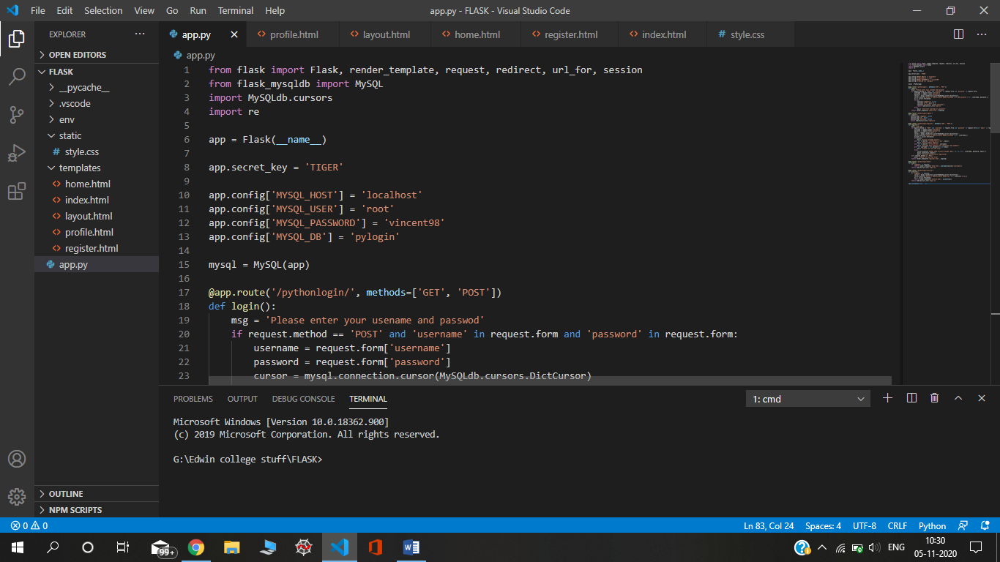 File Edit Selection View Go Run Terminal Help
app.py - FLASK - Visual Studio Code
EXPLORER
OPEN EDITORS
FLASK
__pycache__
.vscode
env
static
# style.css
templates
<> home.html
<> index.html
<> layout.html
<> profile.html
<> register.html
app.py
OUTLINE
NPM SCRIPTS
app.py <> profile.html <> layout.html <> home.html <> register.html <> index.html # style.css
app.py
1 from flask import Flask, render_template, request, redirect, url_for, session
2 from flask_mysqldb import MySQL
3 import MySQLdb.cursors
4 import re
5
6 app = Flask(__name__)
7
8 app.secret_key = 'TIGER'
9
10 app.config['MYSQL_HOST'] = 'localhost'
11 app.config['MYSQL_USER'] = 'root'
12 app.config['MYSQL_PASSWORD'] = 'vincent98'
13 app.config['MYSQL_DB'] = 'pylogin'
14
15 mysql = MySQL(app)
16
17 @app.route('/pythonlogin/', methods=['GET', 'POST'])
18 def login():
19 msg = 'Please enter your usename and passwod'
20 if request.method == 'POST' and 'username' in request.form and 'password' in request.form:
21 username = request.form['username']
22 password = request.form['password']
23 cursor = mysql.connection.cursor(MySQLdb.cursors.DictCursor)
PROBLEMS OUTPUT DEBUG CONSOLE TERMINAL
1: cmd
Microsoft Windows [Version 10.0.18362.900]
(c) 2019 Microsoft Corporation. All rights reserved.
G:\Edwin college stuff\FLASK>
0 0
Ln 83, Col 24 Spaces: 4 UTF-8 CRLF Python
99+
ENG
10:30
05-11-2020